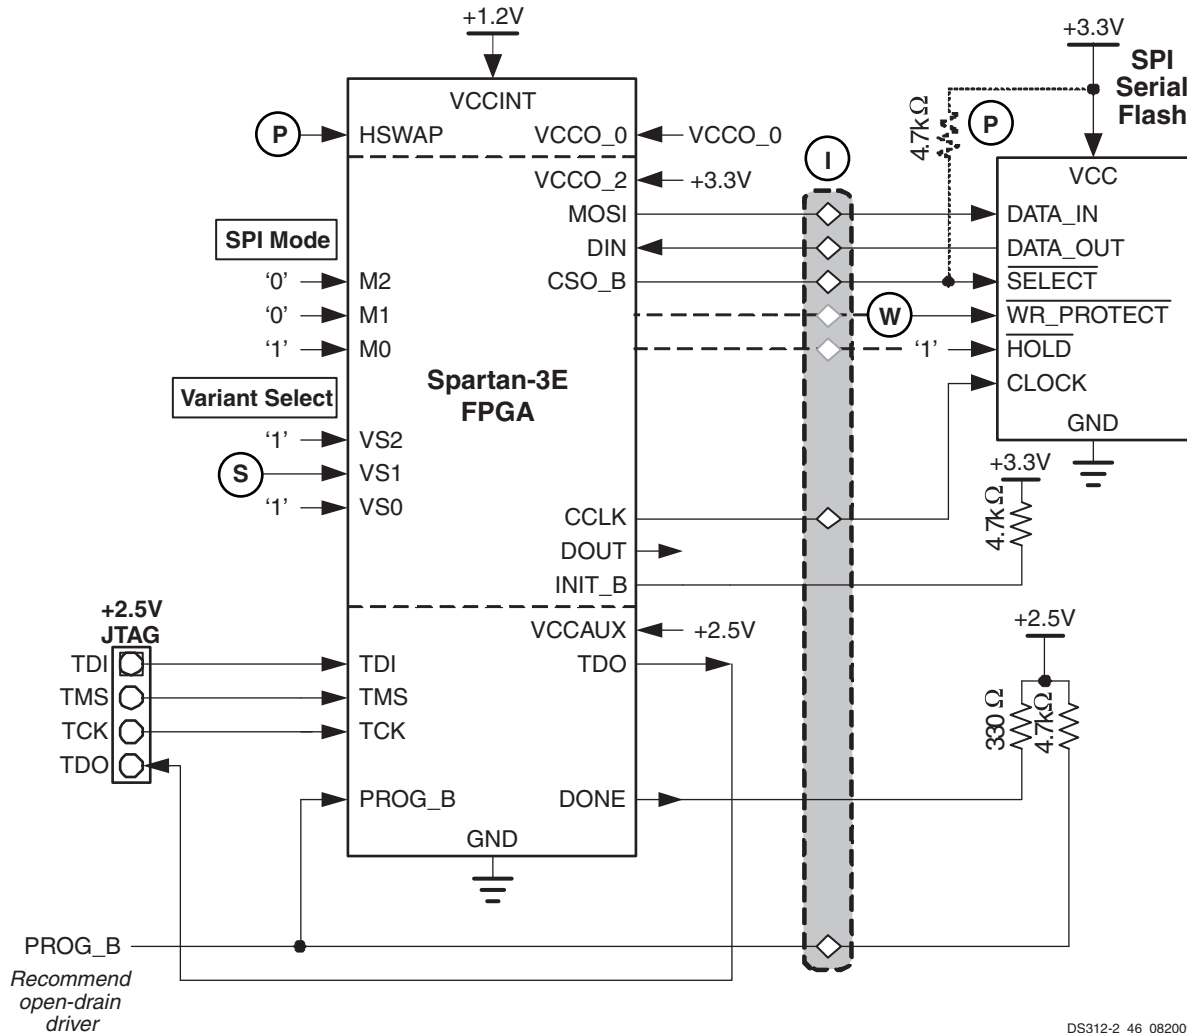 +1.2V
+3.3V
SPI
Serial
Flash
VCCINT
P
HSWAP
VCCO_0
VCCO_0
4.7kΩ
P
I
VCC
VCCO_2
+3.3V
MOSI
DATA_IN
SPI Mode
DIN
DATA_OUT
'0'
M2
CSO_B
SELECT
'0'
M1
W
WR_PROTECT
'1'
M0
'1'
HOLD
Spartan-3E
FPGA
CLOCK
Variant Select
GND
'1'
VS2
S
VS1
+3.3V
'1'
VS0
CCLK
4.7kΩ
DOUT
INIT_B
+2.5V
JTAG
VCCAUX
+2.5V
+2.5V
TDI
TDI
TDO
TMS
TMS
TCK
TCK
330 Ω
4.7kΩ
TDO
PROG_B
DONE
GND
PROG_B
Recommend
open-drain
driver
DS312-2_46_08200